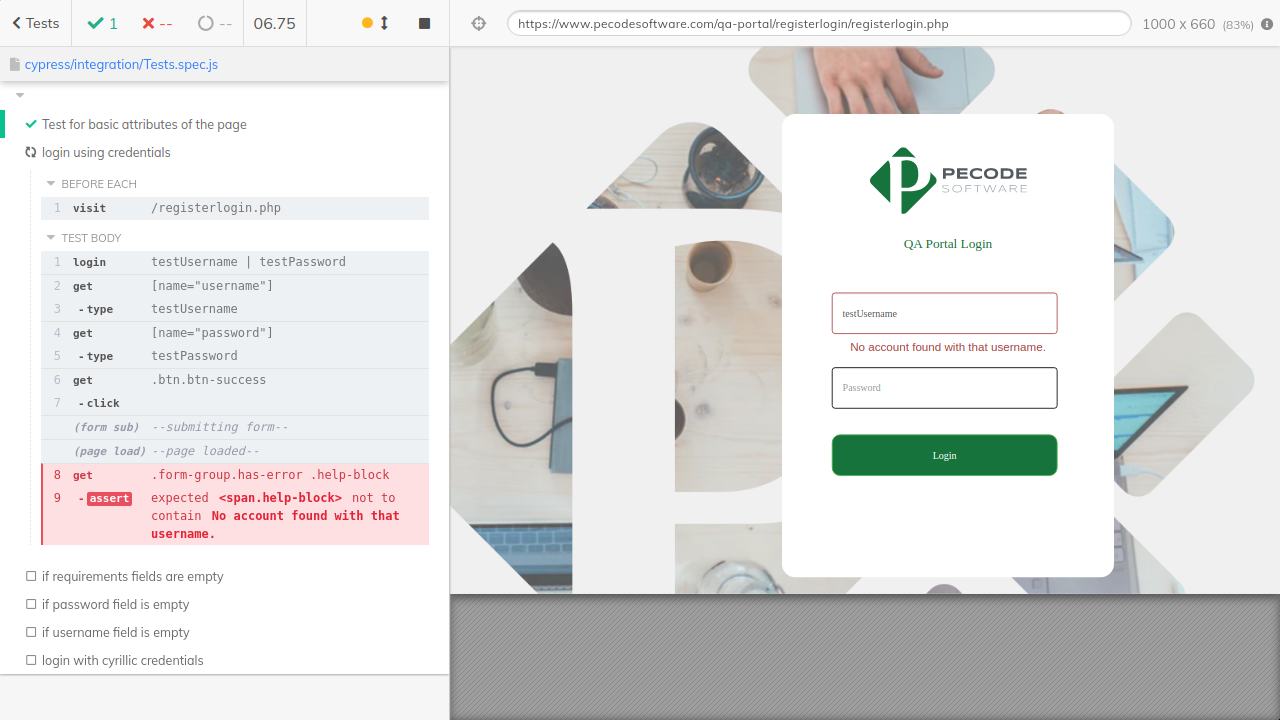 Tests
1
--
--
06.75
https://www.pecodesoftware.com/qa-portal/registerlogin/registerlogin.php
1000 x 660 (83%)
cypress/integration/Tests.spec.js
Test for basic attributes of the page
login using credentials
BEFORE EACH
1 visit /registerlogin.php
TEST BODY
1 login testUsername | testPassword
2 get [name="username"]
3 -type testUsername
4 get [name="password"]
5 -type testPassword
6 get .btn.btn-success
7 -click
(form sub) --submitting form--
(page load) --page loaded--
8 get .form-group.has-error .help-block
9 -assert expected <span.help-block> not to
contain No account found with that
username.
if requirements fields are empty
if password field is empty
if username field is empty
login with cyrillic credentials
PECODE
SOFTWARE
QA Portal Login
testUsername
No account found with that username.
Password
Login